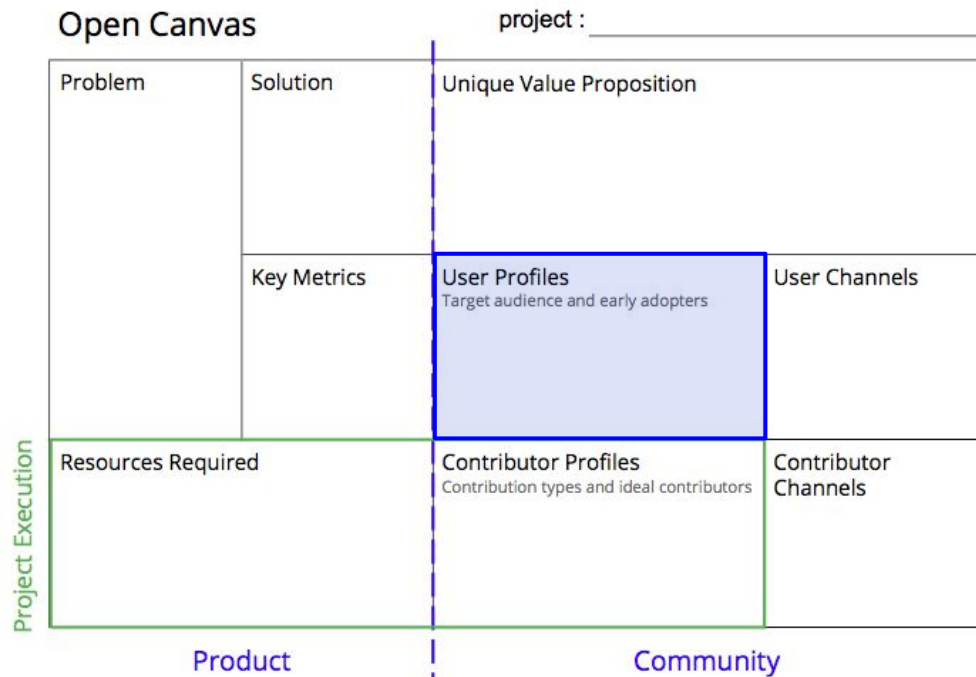 Open Canvas
project :
Problem
Solution
Unique Value Proposition
Key Metrics
User Profiles
Target audience and early adopters
User Channels
Project Execution
Resources Required
Contributor Profiles
Contribution types and ideal contributors
Contributor
Channels
Product
Community